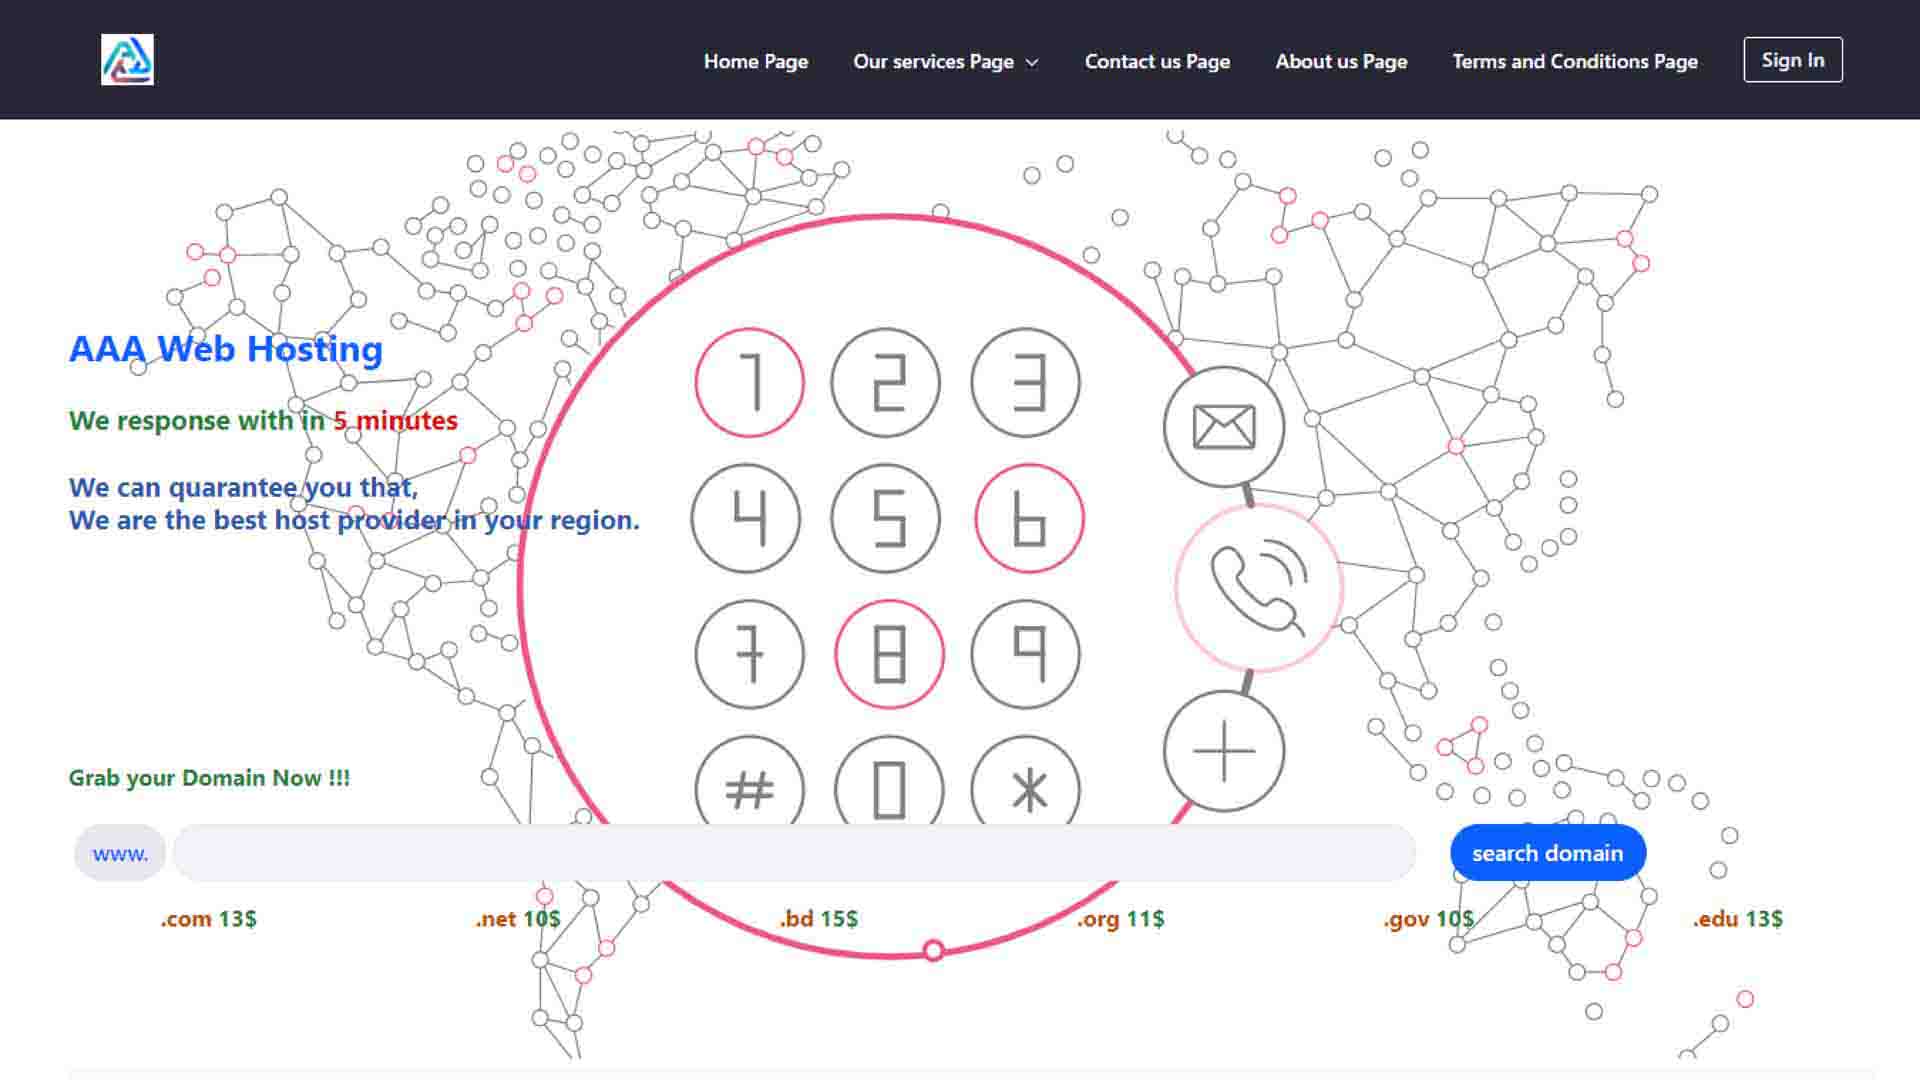 Home Page
Our services Page
Contact us Page
About us Page
Terms and Conditions Page
Sign In
AAA Web Hosting
We response with in 5 minutes
We can quarantee you that,
We are the best host provider in your region.
1 2 3
4 5 6
7 8 9
# 0 *
Grab your Domain Now !!!
www.
search domain
.com 13$
.net 10$
.bd 15$
.org 11$
.gov 10$
.edu 13$